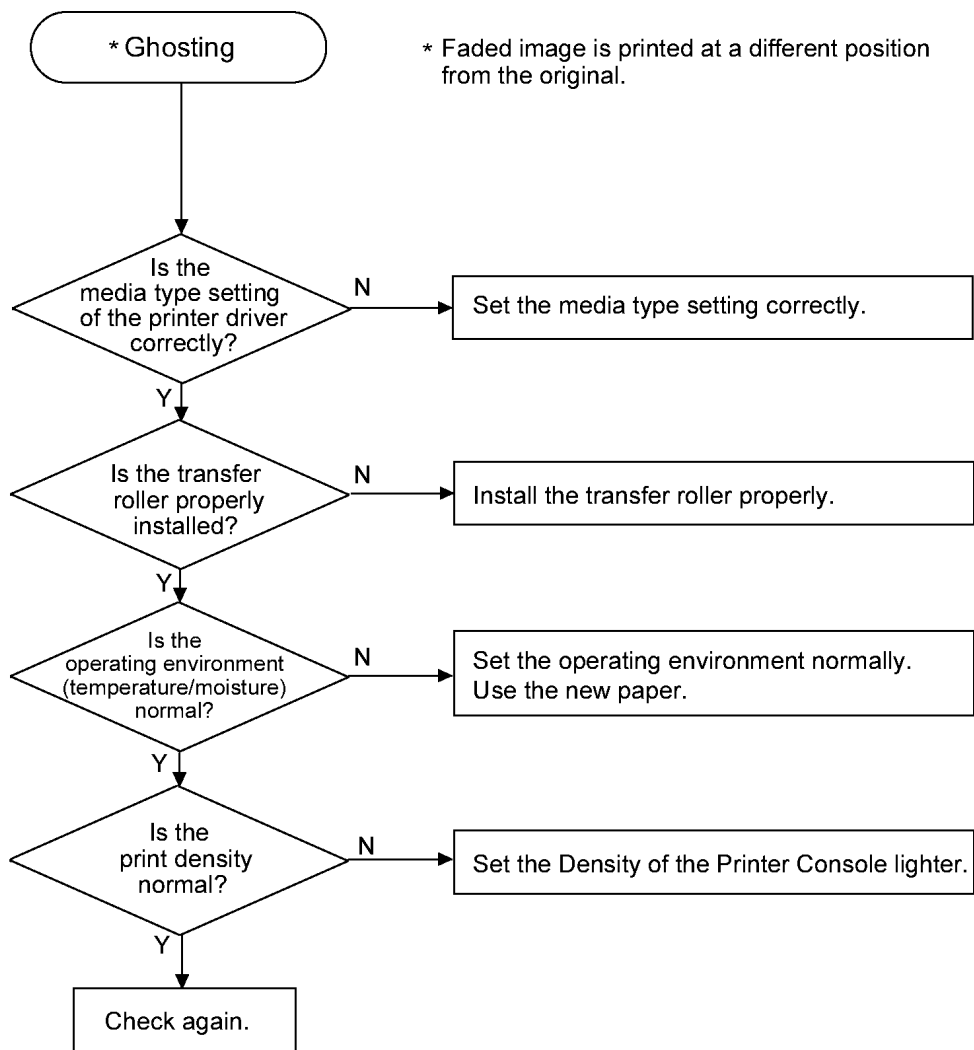 * Ghosting
* Faded image is printed at a different position
from the original.
Is the
media type setting
of the printer driver
correctly?
N
Set the media type setting correctly.
Y
Is the transfer
roller properly
installed?
N
Install the transfer roller properly.
Y
Is the
operating environment
(temperature/moisture)
normal?
N
Set the operating environment normally.
Use the new paper.
Y
Is the
print density
normal?
N
Set the Density of the Printer Console lighter.
Y
Check again.